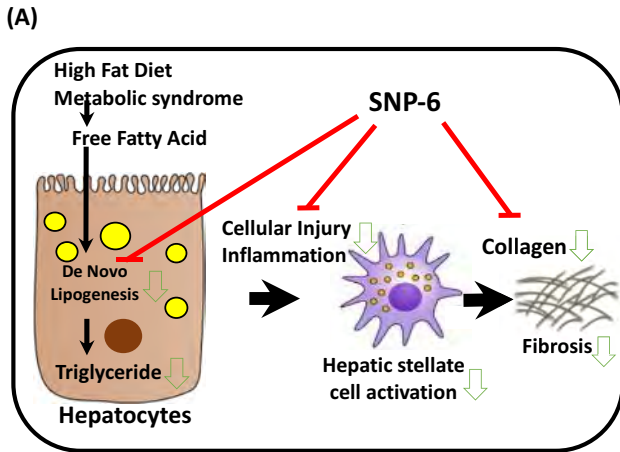 (A)
High Fat Diet
Metabolic syndrome
Free Fatty Acid
SNP-6
De Novo
Lipogenesis
Triglyceride
Hepatocytes
Cellular Injury
Inflammation
Hepatic stellate
cell activation
Collagen
Fibrosis